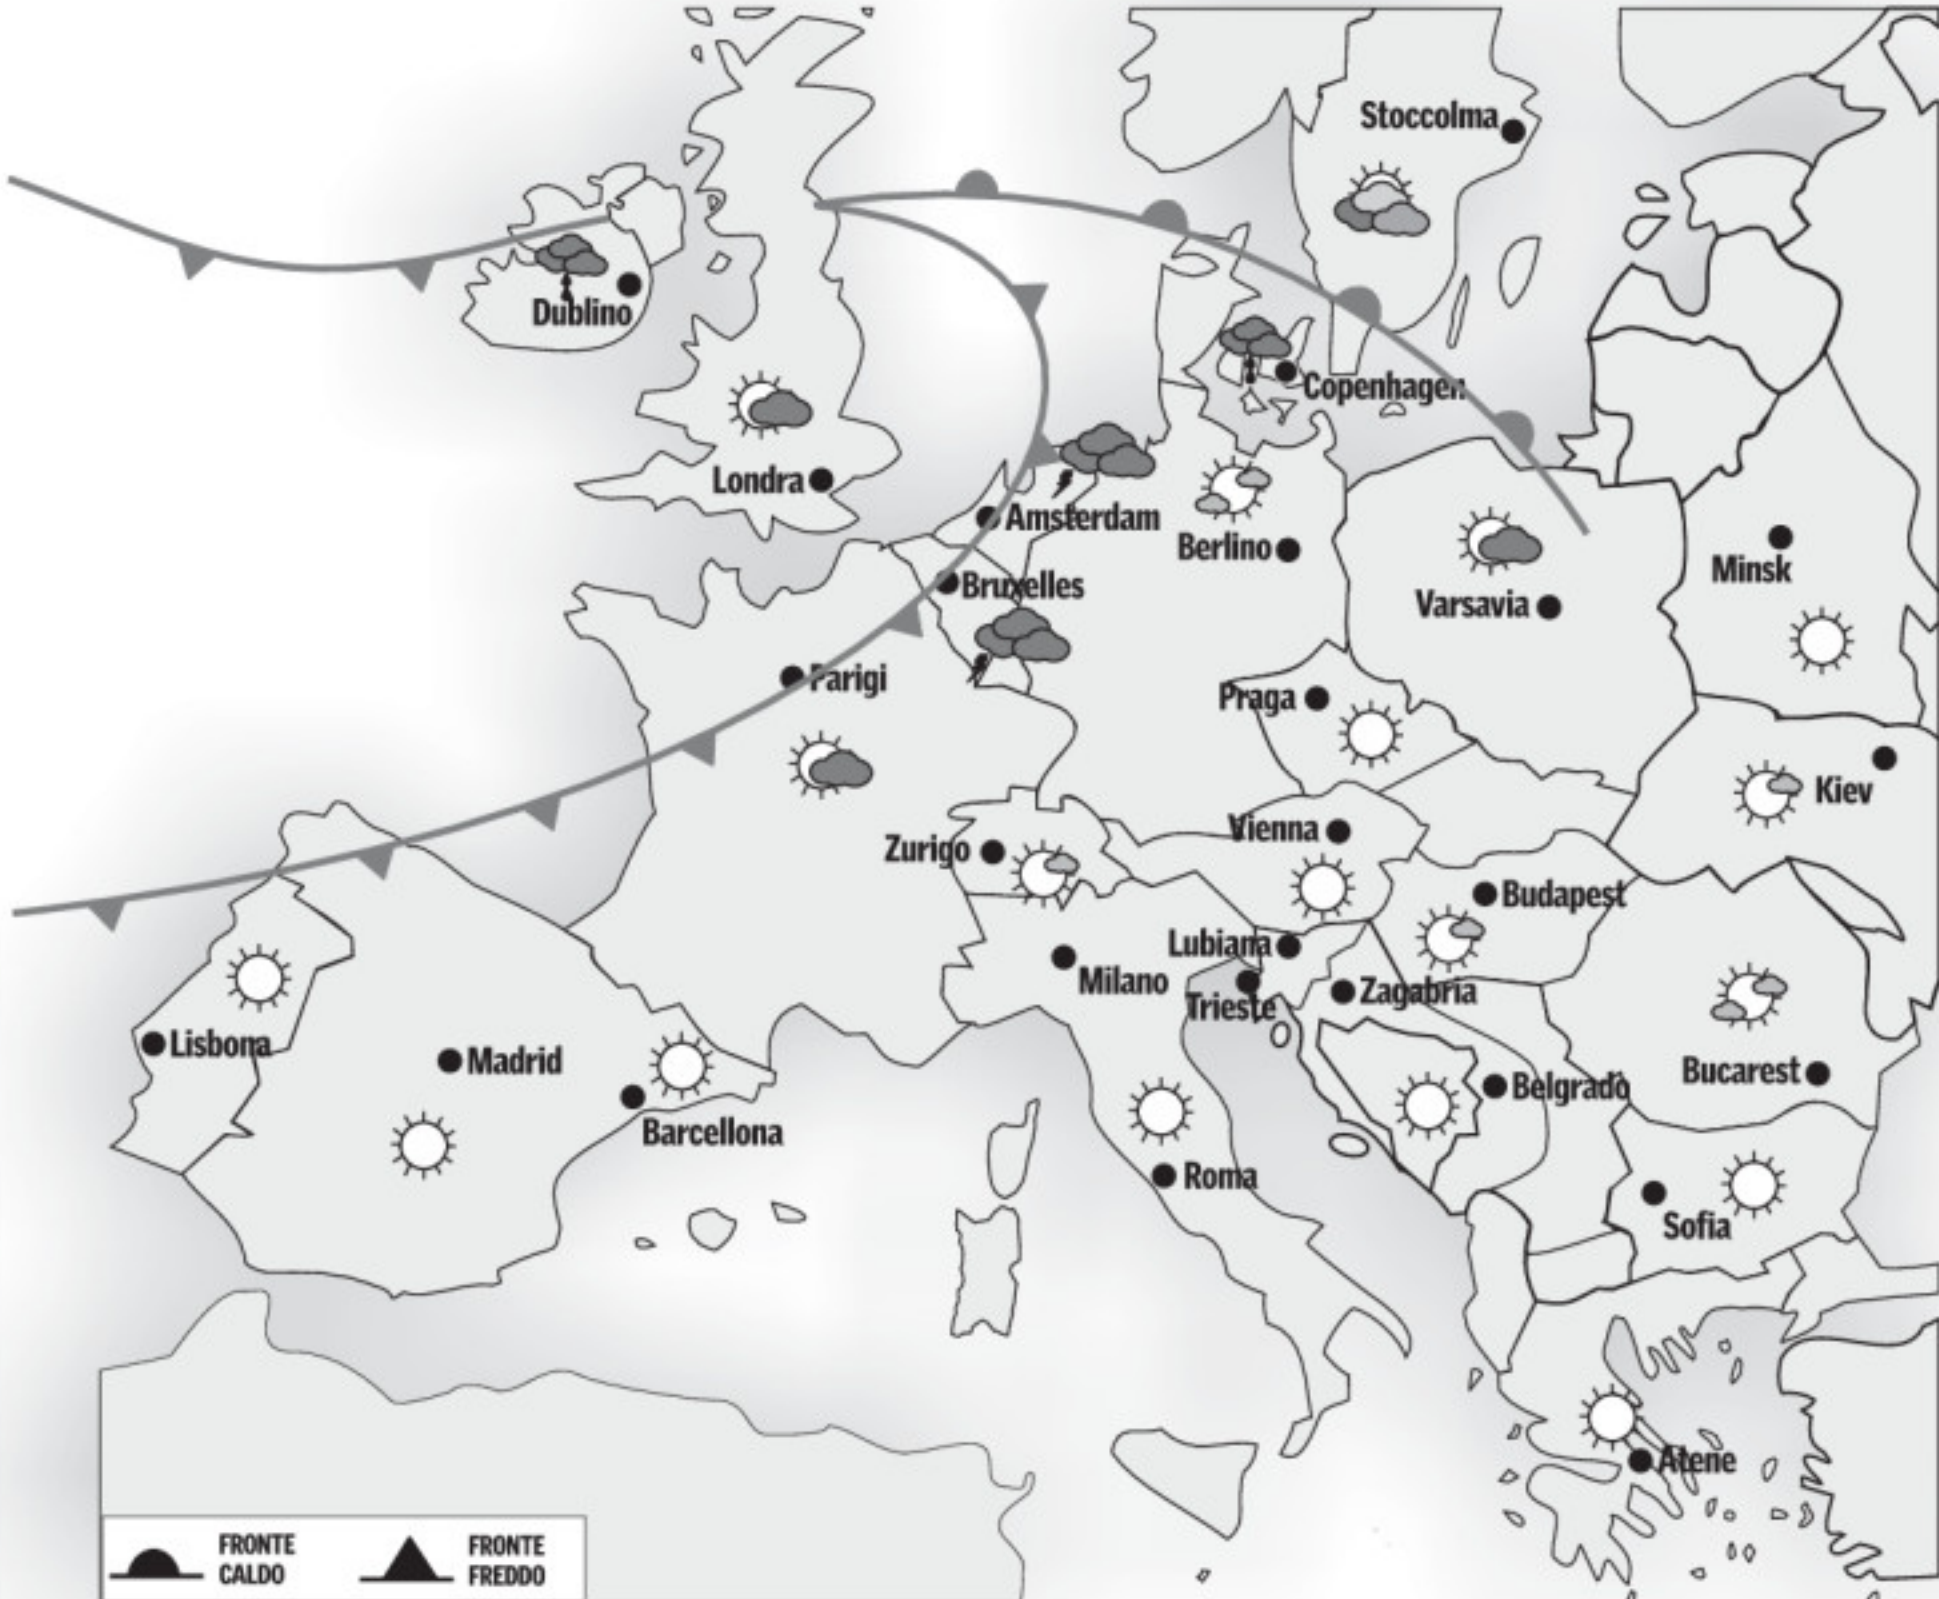 Stoccolma
Dublino
Copenhagen
Londra
Amsterdam
Berlino
Minsk
Bruxelles
Varsavia
Parigi
Praga
Kiev
Vienna
Zurigo
Budapest
Lubiana
Milano
Trieste
Zagabria
Lisbona
Madrid
Bucarest
Belgrado
Barcellona
Roma
Sofia
Atene
FRONTE
CALDO
FRONTE
FREDDO